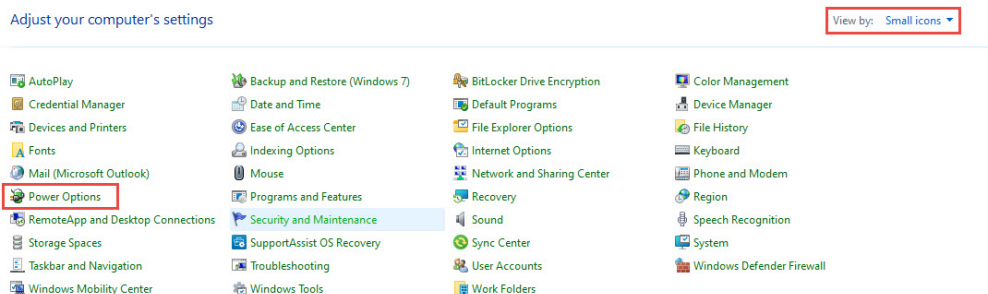 Adjust your computer's settings
View by: Small icons
AutoPlay
Backup and Restore (Windows 7)
BitLocker Drive Encryption
Color Management
Credential Manager
Date and Time
Default Programs
Device Manager
Devices and Printers
Ease of Access Center
File Explorer Options
File History
Fonts
Indexing Options
Internet Options
Keyboard
Mail (Microsoft Outlook)
Mouse
Network and Sharing Center
Phone and Modem
Power Options
Programs and Features
Recovery
Region
RemoteApp and Desktop Connections
Security and Maintenance
Sound
Speech Recognition
Storage Spaces
SupportAssist OS Recovery
Sync Center
System
Taskbar and Navigation
Troubleshooting
User Accounts
Windows Defender Firewall
Windows Mobility Center
Windows Tools
Work Folders